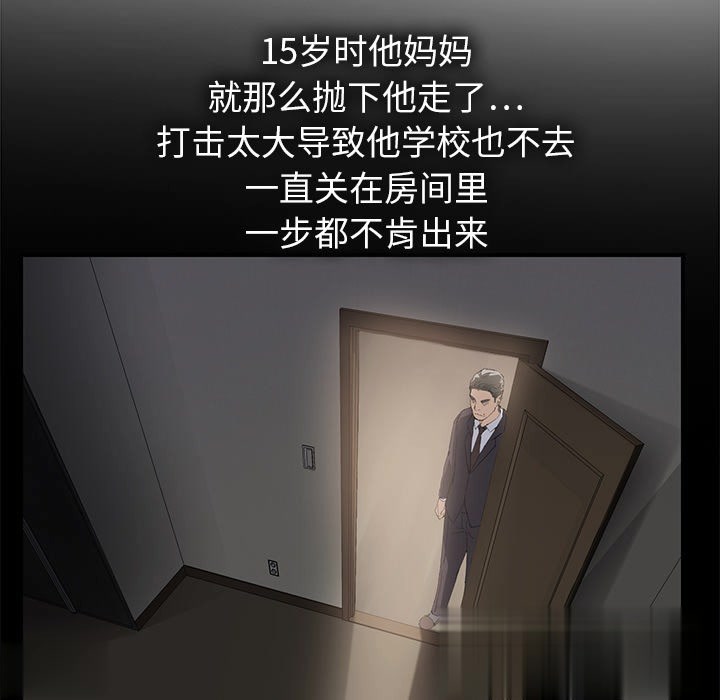 15岁时他妈妈
就那么抛下他走了...
打击太大导致他学校也不去
一直关在房间里
一步都不肯出来